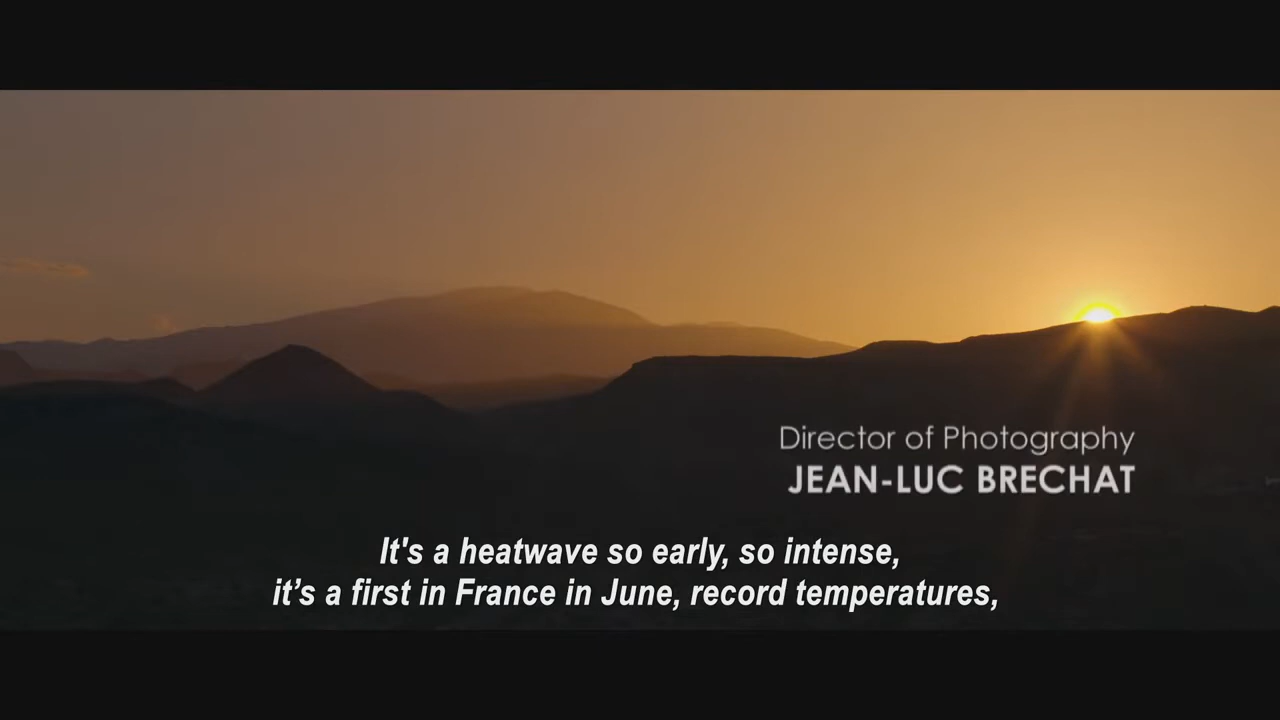 Director of Photography
JEAN-LUC BRECHAT
It's a heatwave so early, so intense,
it’s a first in France in June, record temperatures,